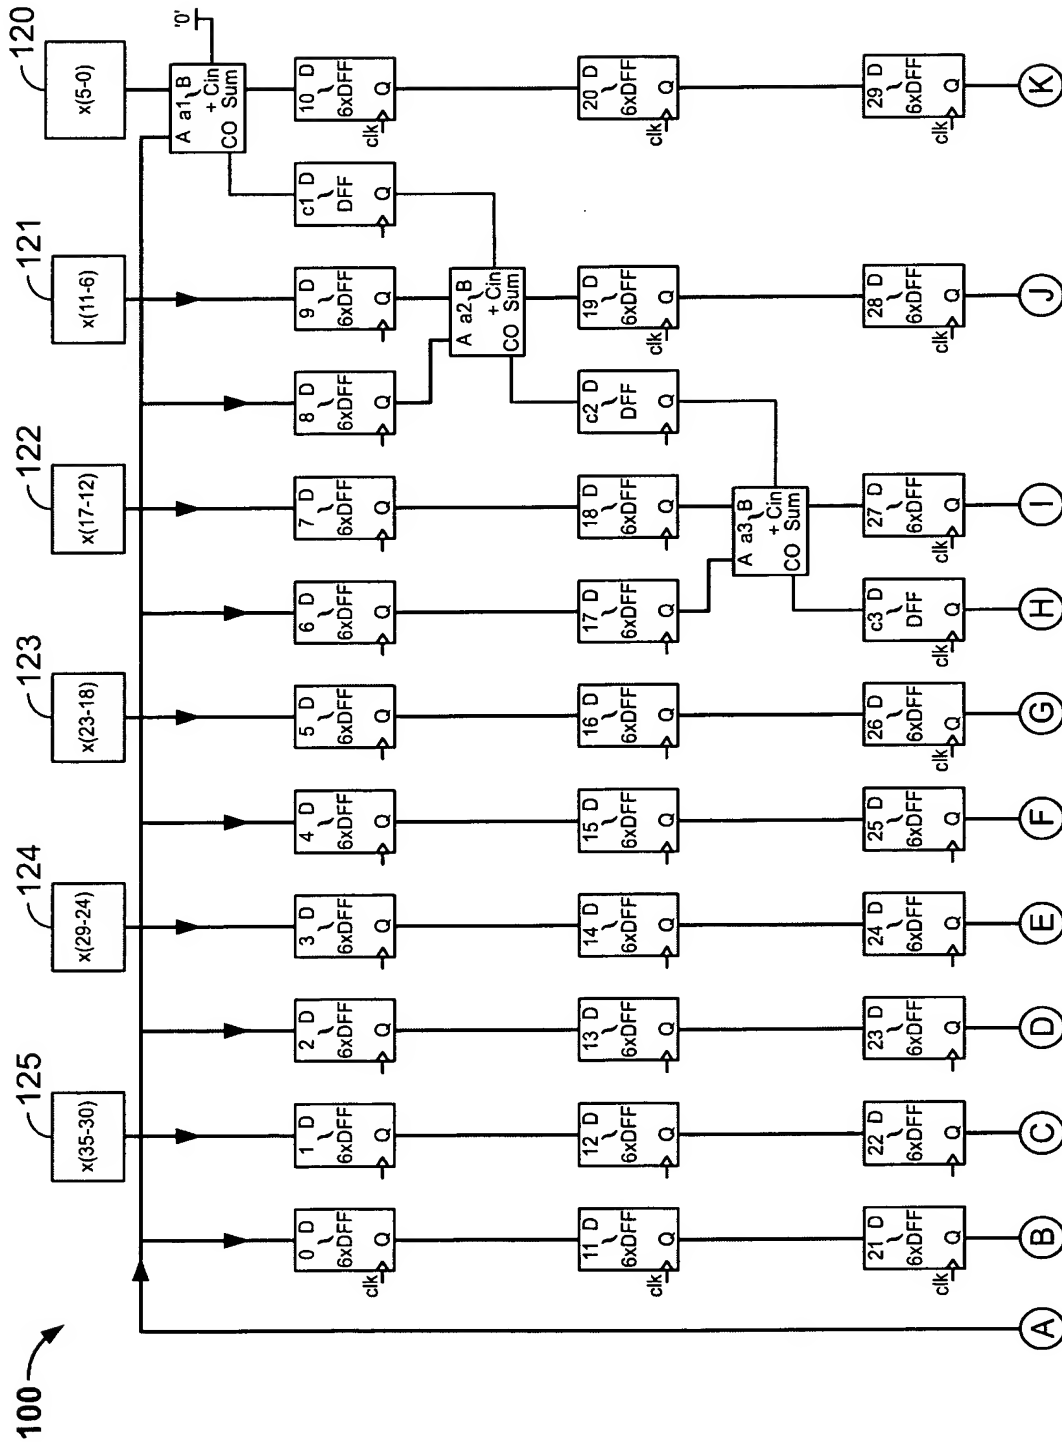 100
125
124
123
122
121
120
x(35-30)
x(29-24)
x(23-18)
x(17-12)
x(11-6)
x(5-0)
'0'
A a1 B
+ Cin
CO Sum
0 D
6xDFF
Q
clk
1 D
6xDFF
Q
2 D
6xDFF
Q
3 D
6xDFF
Q
4 D
6xDFF
Q
5 D
6xDFF
Q
6 D
6xDFF
Q
7 D
6xDFF
Q
8 D
6xDFF
Q
9 D
6xDFF
Q
c1 D
DFF
Q
10 D
6xDFF
Q
clk
A a2 B
+ Cin
CO Sum
11 D
6xDFF
Q
clk
12 D
6xDFF
Q
13 D
6xDFF
Q
14 D
6xDFF
Q
15 D
6xDFF
Q
16 D
6xDFF
Q
17 D
6xDFF
Q
18 D
6xDFF
Q
c2 D
DFF
Q
19 D
6xDFF
Q
clk
20 D
6xDFF
Q
clk
A a3 B
+ Cin
CO Sum
21 D
6xDFF
Q
clk
22 D
6xDFF
Q
23 D
6xDFF
Q
24 D
6xDFF
Q
25 D
6xDFF
Q
26 D
6xDFF
Q
clk
c3 D
DFF
Q
clk
27 D
6xDFF
Q
clk
28 D
6xDFF
Q
clk
29 D
6xDFF
Q
clk
A
B
C
D
E
F
G
H
I
J
K